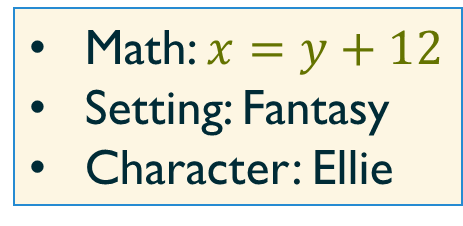 • Math: x = y + 12
• Setting: Fantasy
• Character: Ellie